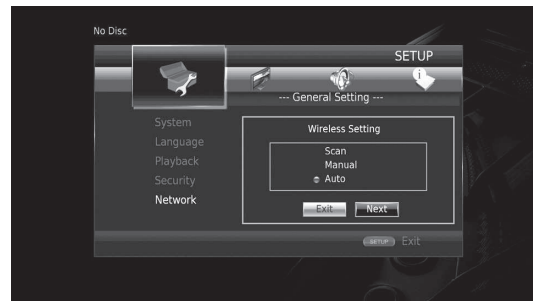 No Disc
SETUP
--- General Setting ---
System
Language
Playback
Security
Network
Wireless Setting
Scan
Manual
Auto
Exit Next
SETUP Exit